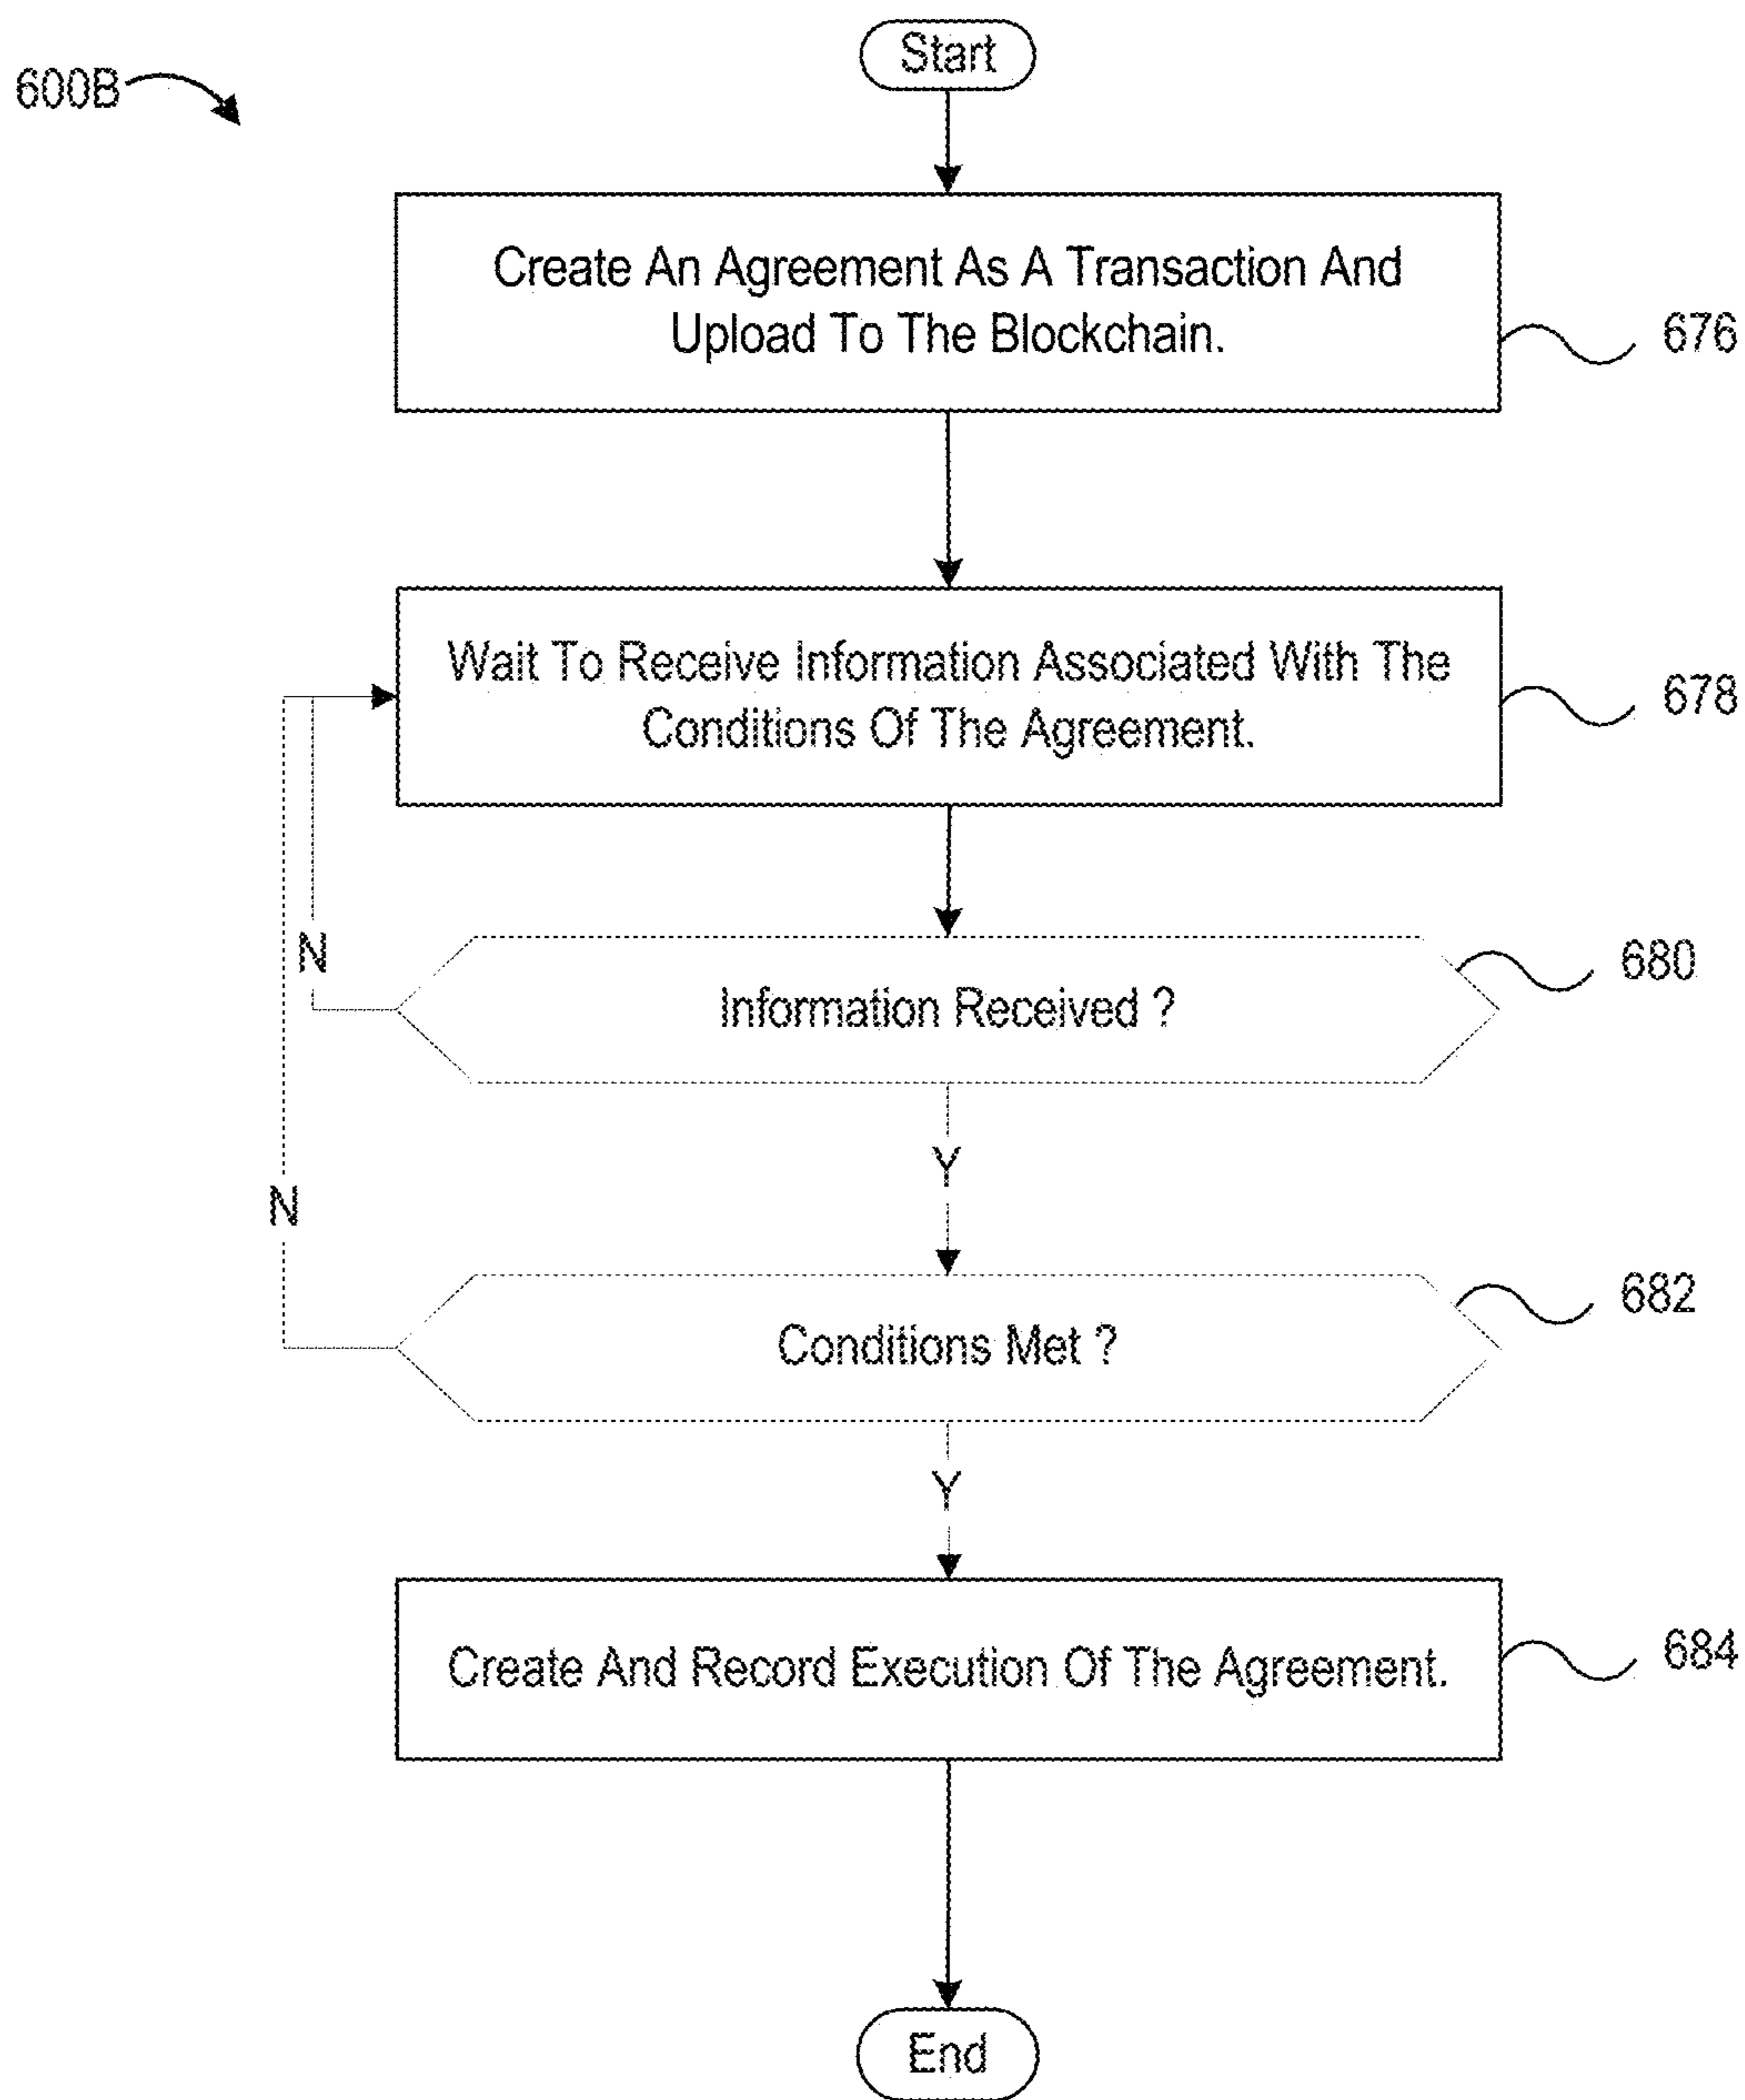 Start
600B
Create An Agreement As A Transaction And
Upload To The Blockchain.
676
Wait To Receive Information Associated With The
Conditions Of The Agreement.
678
N
680
Information Received ?
Y
N
682
Conditions Met ?
Y
684
Create And Record Execution Of The Agreement.
End